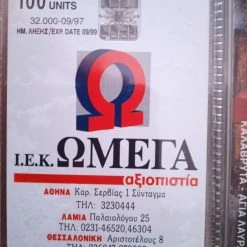 100 UNITS
32.000-09/97
ΗΜ. ΛΗΞΗΣ/EXP. DATE 09/99
Ω
Ι.Ε.Κ. ΩΜΕΓΑ
αξιοπιστία
ΑΘΗΝΑ Καρ. Σερβίας 1 Σύνταγμα
ΤΗΛ: 3230444
ΛΑΜΙΑ Παλαιολόγου 25
ΤΗΛ: 0231-46520,46304
ΘΕΣΣΑΛΟΝΙΚΗ Αριστοτέλους 8
ΚΑΛΑΒΡΥΤΑ